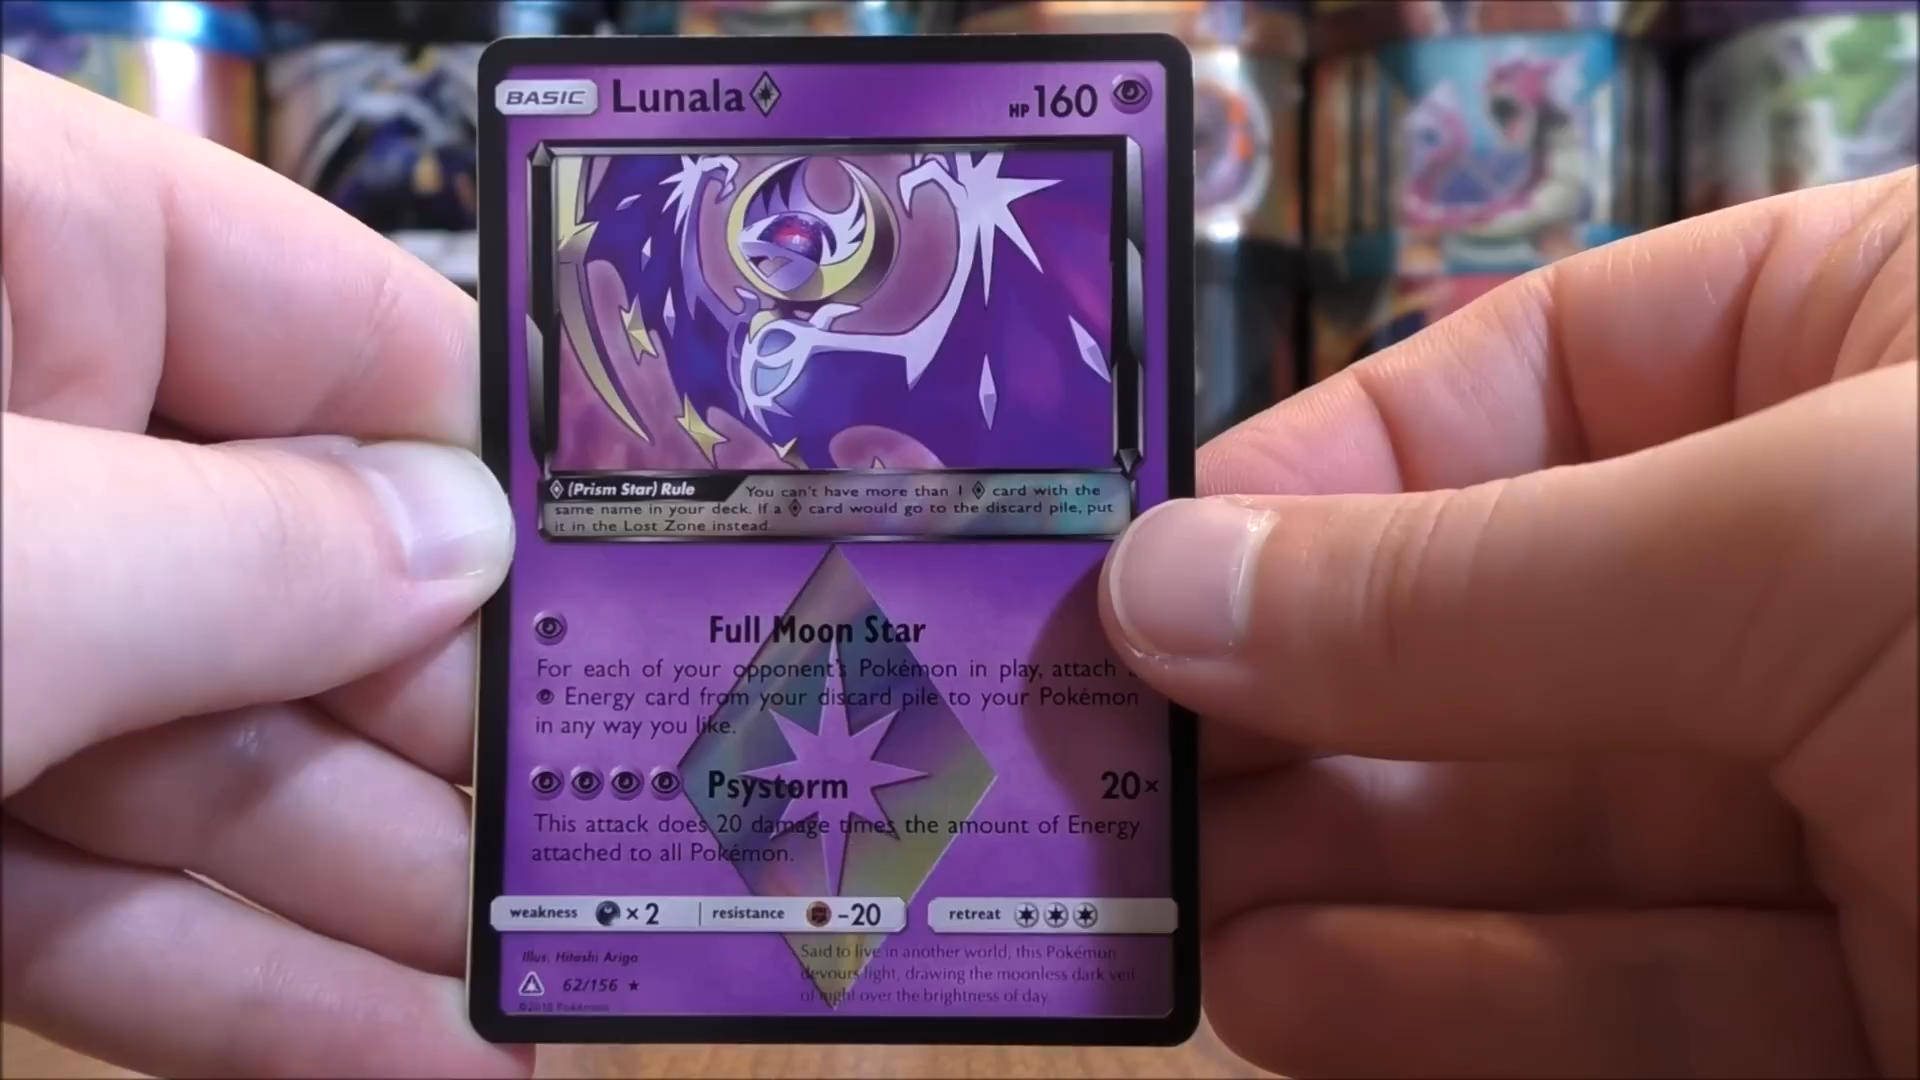 BASIC Lunala HP 160
(Prism Star) Rule You can't have more than 1 card with the
same name in your deck. If a card would go to the discard pile, put
it in the Lost Zone instead.
Full Moon Star
For each of your opponent's Pokémon in play, attach
Energy card from your discard pile to your Pokémon
in any way you like.
Psystorm 20×
This attack does 20 damage times the amount of Energy
attached to all Pokémon.
weakness ×2 resistance -20 retreat
Illus. Hitoshi Ariga
Said to live in another world, this Pokémon
devours light, drawing the moonless dark veil
of night over the brightness of day.
62/156
©2018 Pokémon